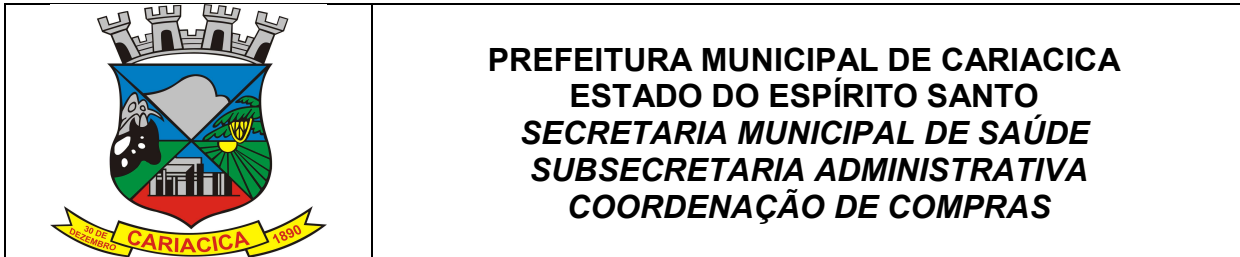 PREFEITURA MUNICIPAL DE CARIACICA
ESTADO DO ESPÍRITO SANTO
SECRETARIA MUNICIPAL DE SAÚDE
SUBSECRETARIA ADMINISTRATIVA
COORDENAÇÃO DE COMPRAS
30 DE
DEZEMBRO
CARIACICA
1890